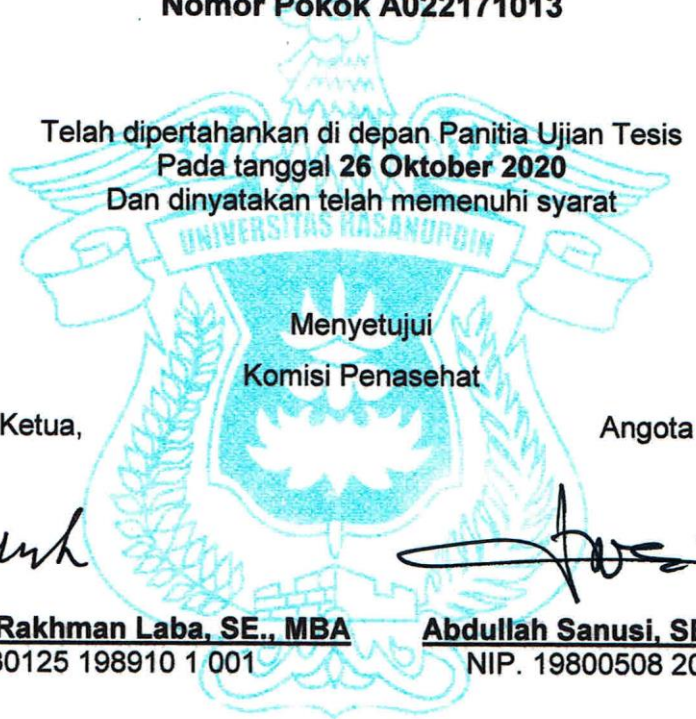 Nomor Pokok A022171013
Telah dipertahankan di depan Panitia Ujian Tesis
Pada tanggal 26 Oktober 2020
Dan dinyatakan telah memenuhi syarat
UNIVERSITAS HASANUDDIN
Menyetujui
Komisi Penasehat
Ketua, Angota
Rakhman Laba, SE., MBA Abdullah Sanusi, SE
0125 198910 1 001 NIP. 19800508 20